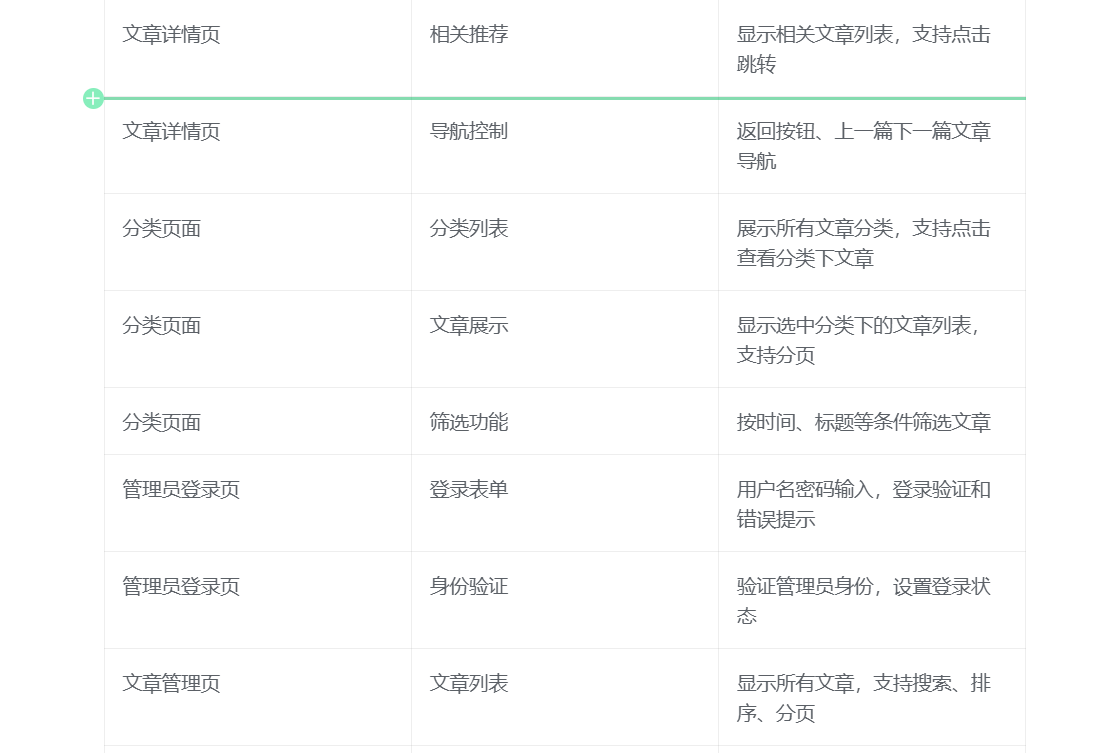 文章详情页 相关推荐 显示相关文章列表，支持点击
跳转
文章详情页 导航控制 返回按钮、上一篇下一篇文章
导航
分类页面 分类列表 展示所有文章分类，支持点击
查看分类下文章
分类页面 文章展示 显示选中分类下的文章列表，
支持分页
分类页面 筛选功能 按时间、标题等条件筛选文章
管理员登录页 登录表单 用户名密码输入，登录验证和
错误提示
管理员登录页 身份验证 验证管理员身份，设置登录状
态
文章管理页 文章列表 显示所有文章，支持搜索、排
序、分页